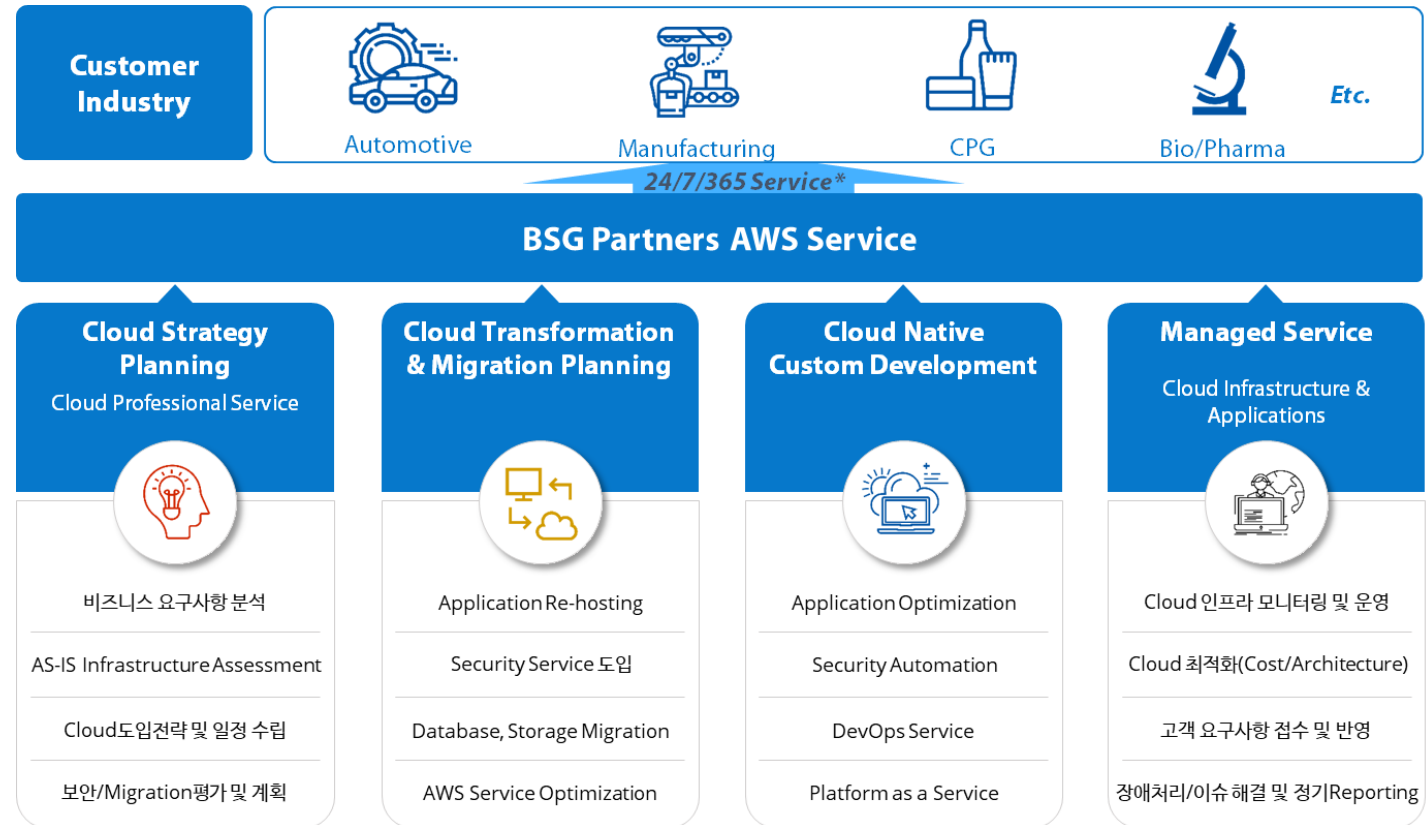 Customer
Industry
Automotive
Manufacturing
CPG
Bio/Pharma
Etc.
24/7/365 Service*
BSG Partners AWS Service
Cloud Strategy
Planning
Cloud Professional Service
비즈니스 요구사항 분석
AS-IS Infrastructure Assessment
Cloud도입전략 및 일정 수립
보안/Migration평가 및 계획
Cloud Transformation
& Migration Planning
Application Re-hosting
Security Service 도입
Database, Storage Migration
AWS Service Optimization
Cloud Native
Custom Development
Application Optimization
Security Automation
DevOps Service
Platform as a Service
Managed Service
Cloud Infrastructure &
Applications
Cloud 인프라 모니터링 및 운영
Cloud 최적화(Cost/Architecture)
고객 요구사항 접수 및 반영
장애처리/이슈 해결 및 정기Reporting